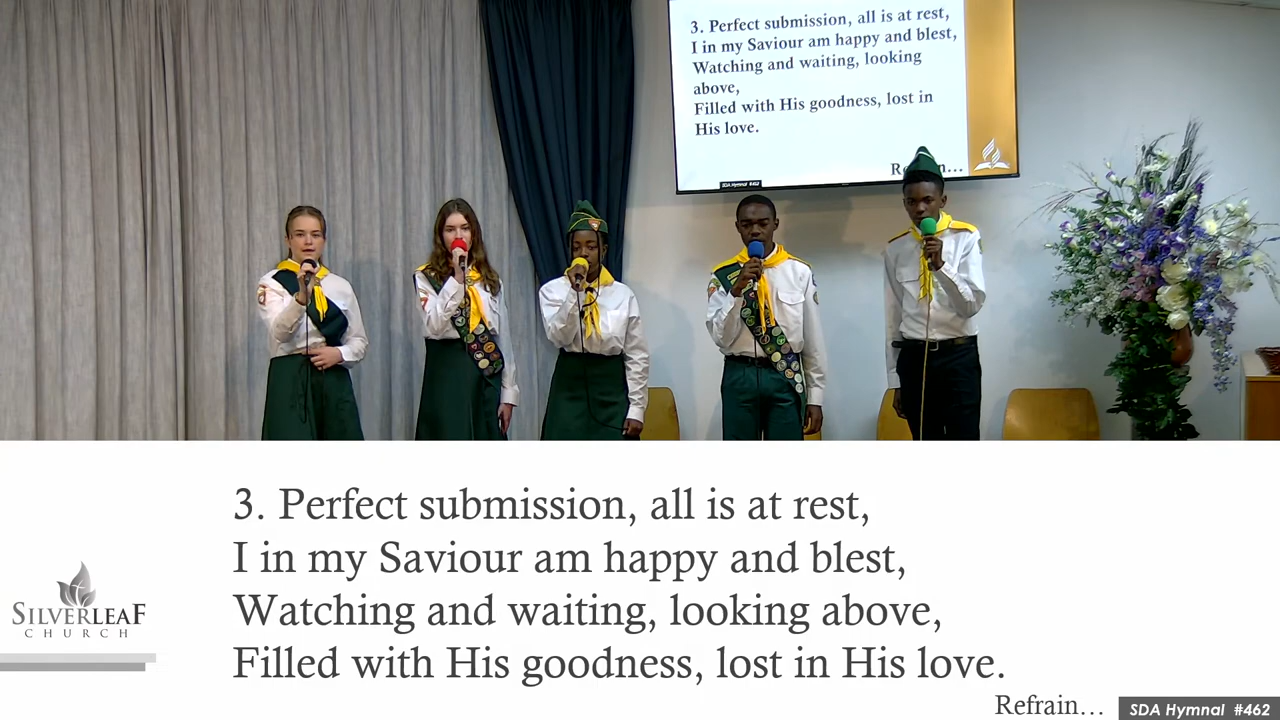 3. Perfect submission, all is at rest,
I in my Saviour am happy and blest,
Watching and waiting, looking
above,
Filled with His goodness, lost in
His love.
SDA Hymnal #462
3. Perfect submission, all is at rest,
I in my Saviour am happy and blest,
Watching and waiting, looking above,
Filled with His goodness, lost in His love.
Refrain...
SILVERLEAF
CHURCH
SDA Hymnal #462